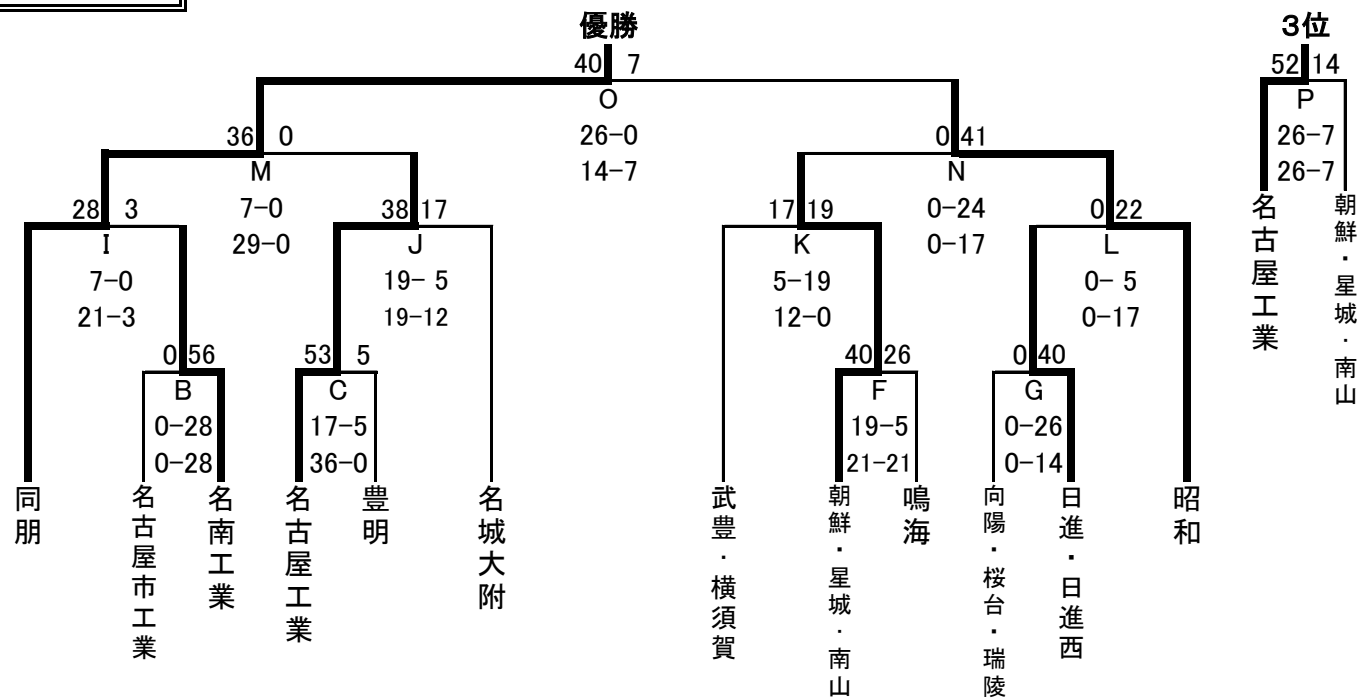 優勝
3位
40 7
52 14
O
P
26-0
14-7
26-7
26-7
36 0
0 41
M
N
7-0
29-0
0-24
0-17
名古屋工業
朝鮮・星城・南山
28 3
38 17
17 19
0 22
I
J
K
L
7-0
21-3
19- 5
19-12
5-19
12-0
0- 5
0-17
0 56
53 5
40 26
0 40
B
C
F
G
0-28
0-28
17-5
36-0
19-5
21-21
0-26
0-14
同朋
名古屋市工業
名南工業
名古屋工業
豊明
名城大附
武豊・横須賀
朝鮮・星城・南山
鳴海
向陽・桜台・瑞陵
日進・日進西
昭和